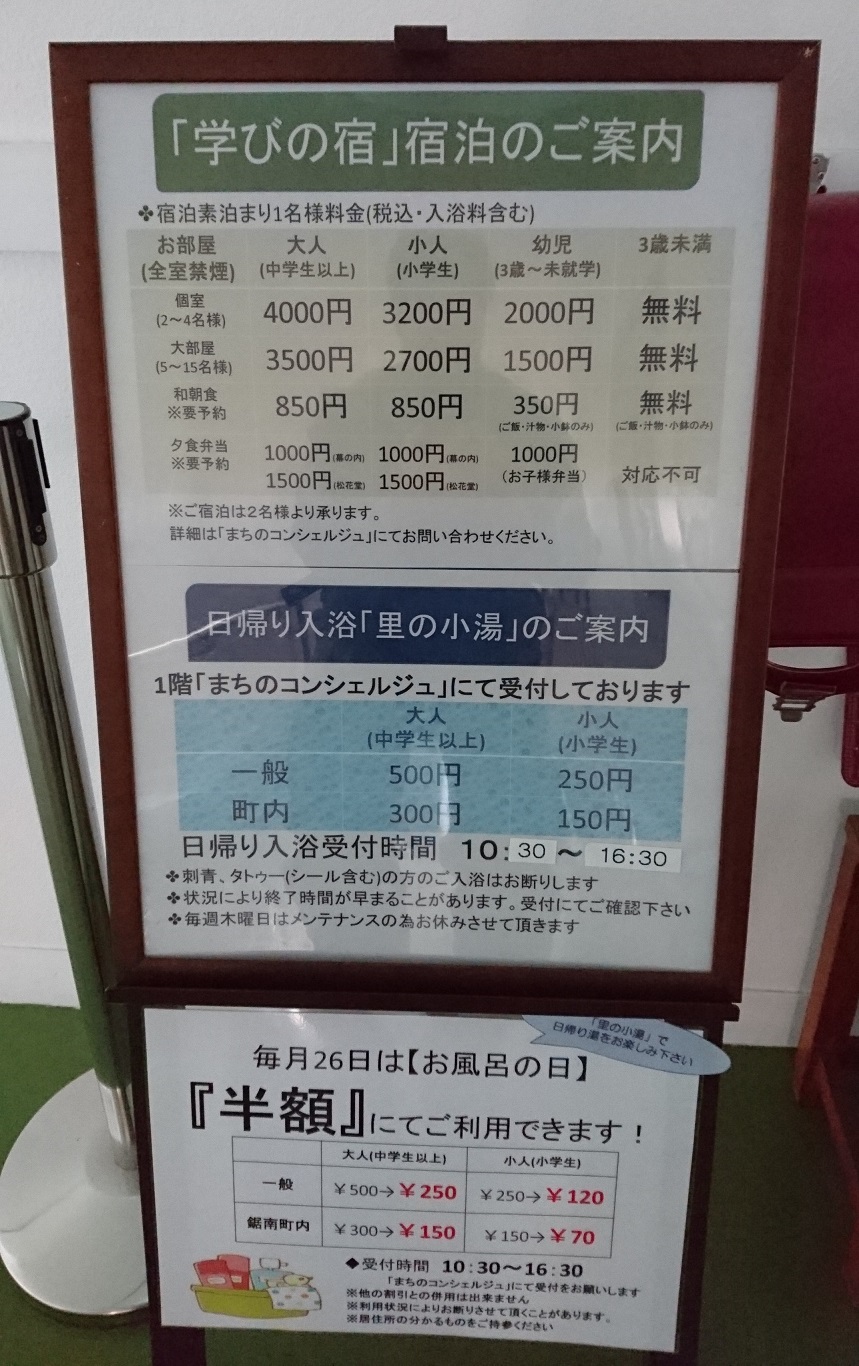 「学びの宿」宿泊のご案内
✤宿泊素泊まり1名様料金(税込・入浴料含む)
お部屋 大人 小人 幼児 3歳未満
(全室禁煙) (中学生以上) (小学生) (3歳～未就学)
個室 4000円 3200円 2000円 無料
(2～4名様)
大部屋 3500円 2700円 1500円 無料
(5～15名様)
和朝食 850円 850円 350円 無料
※要予約 (ご飯・汁物・小鉢のみ) (ご飯・汁物・小鉢のみ)
夕食弁当 1000円(幕の内) 1000円(幕の内) 1000円 対応不可
※要予約 1500円(松花堂) 1500円(松花堂) (お子様弁当)
※ご宿泊は2名様より承ります。
詳細は「まちのコンシェルジュ」にてお問い合わせください。
日帰り入浴「里の小湯」のご案内
1階「まちのコンシェルジュ」にて受付しております
大人 小人
(中学生以上) (小学生)
一般 500円 250円
町内 300円 150円
日帰り入浴受付時間 10:30～16:30
✤刺青、タトゥー(シール含む)の方のご入浴はお断りします
✤状況により終了時間が早まることがあります。受付にてご確認下さい
✤毎週木曜日はメンテナンスの為お休みさせて頂きます
「里の小湯」で
日帰り湯をお楽しみ下さい
毎月26日は【お風呂の日】
『半額』にてご利用できます！
大人(中学生以上) 小人(小学生)
一般 ￥500→￥250 ￥250→￥120
鋸南町内 ￥300→￥150 ￥150→￥70
◆受付時間 10:30～16:30
「まちのコンシェルジュ」にて受付をお願いします
※他の割引との併用は出来ません
※利用状況によりお断りさせて頂くことがあります。
※居住所の分かるものをご持参ください